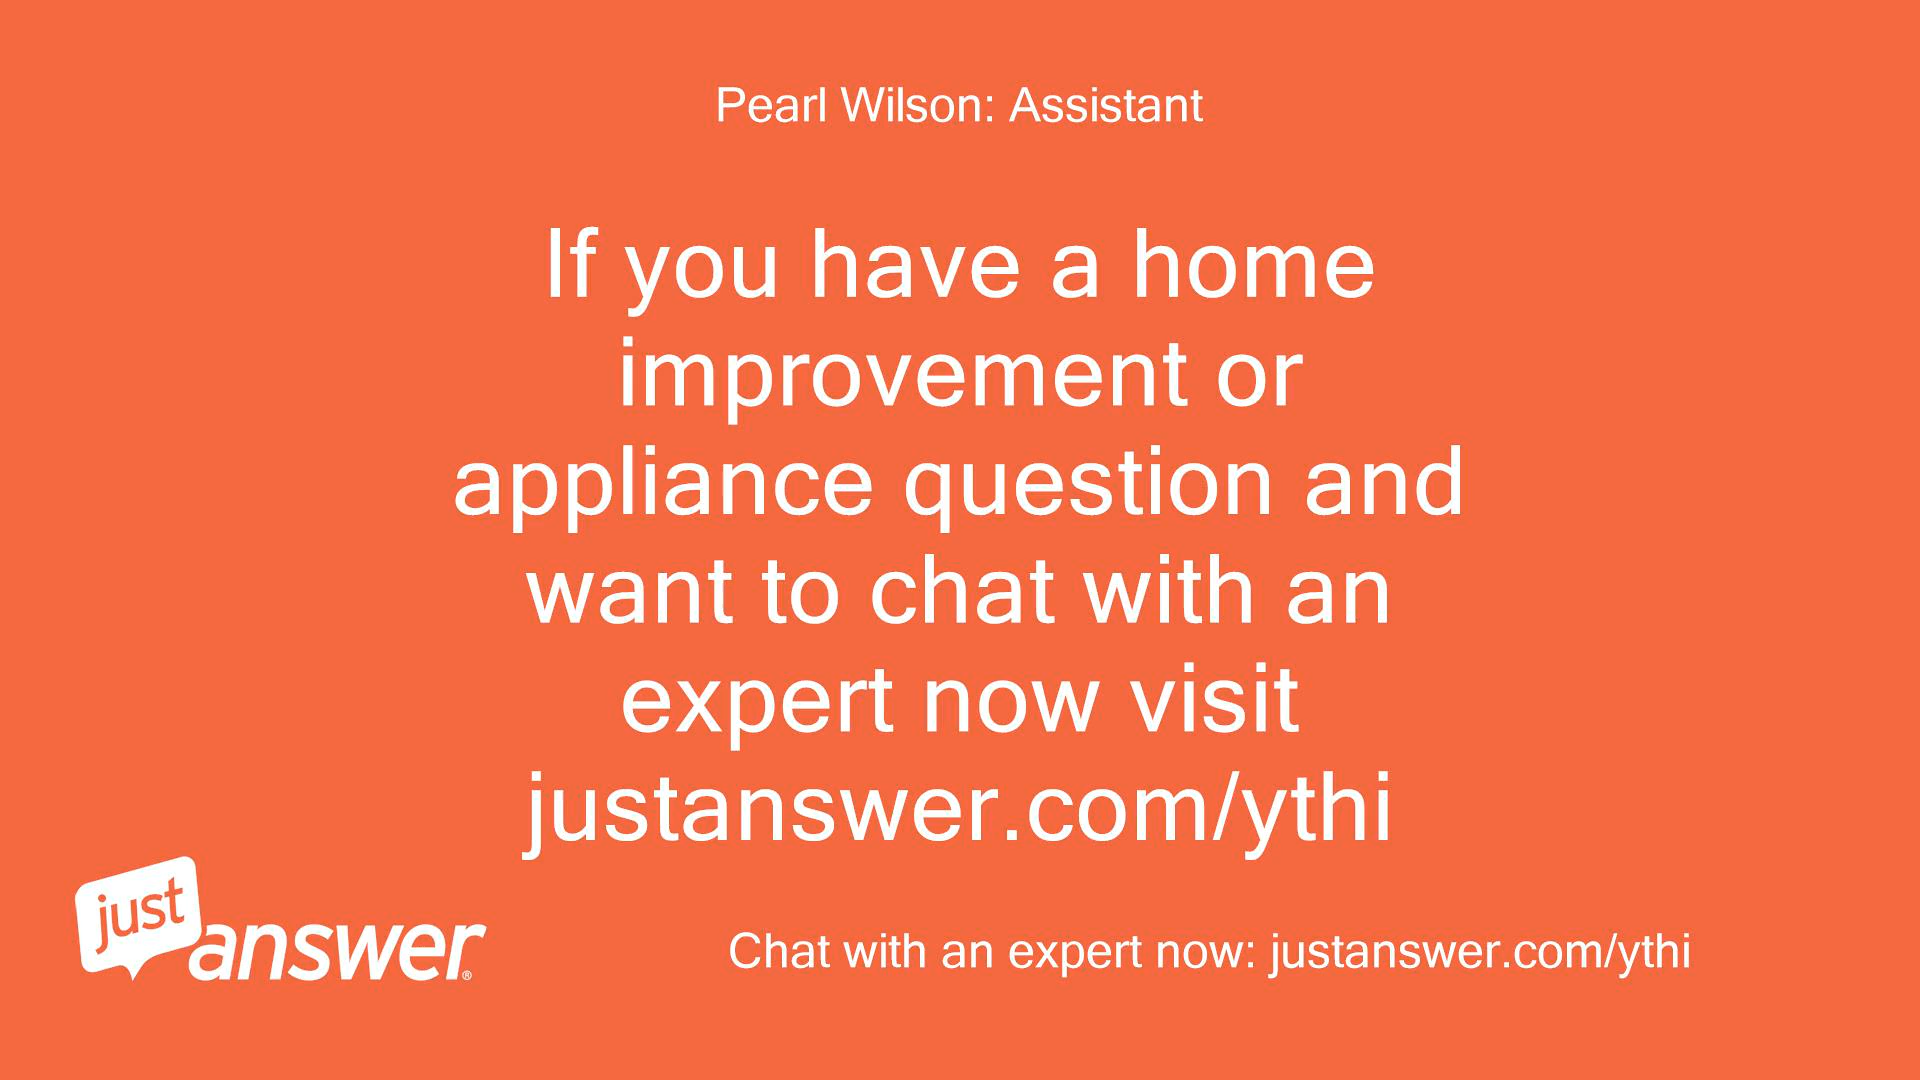 Pearl Wilson: Assistant
If you have a home
improvement or
appliance question and
want to chat with an
expert now visit
justanswer.com/ythi
just
answer®
Chat with an expert now: justanswer.com/ythi